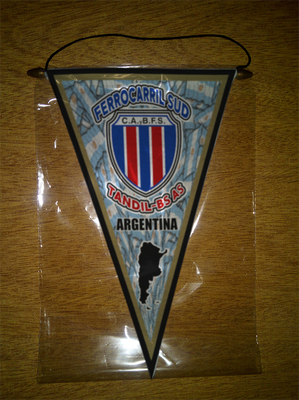 FERROCARRIL SUD
C.A.,B.F.S.
TANDIL-BS AS
ARGENTINA